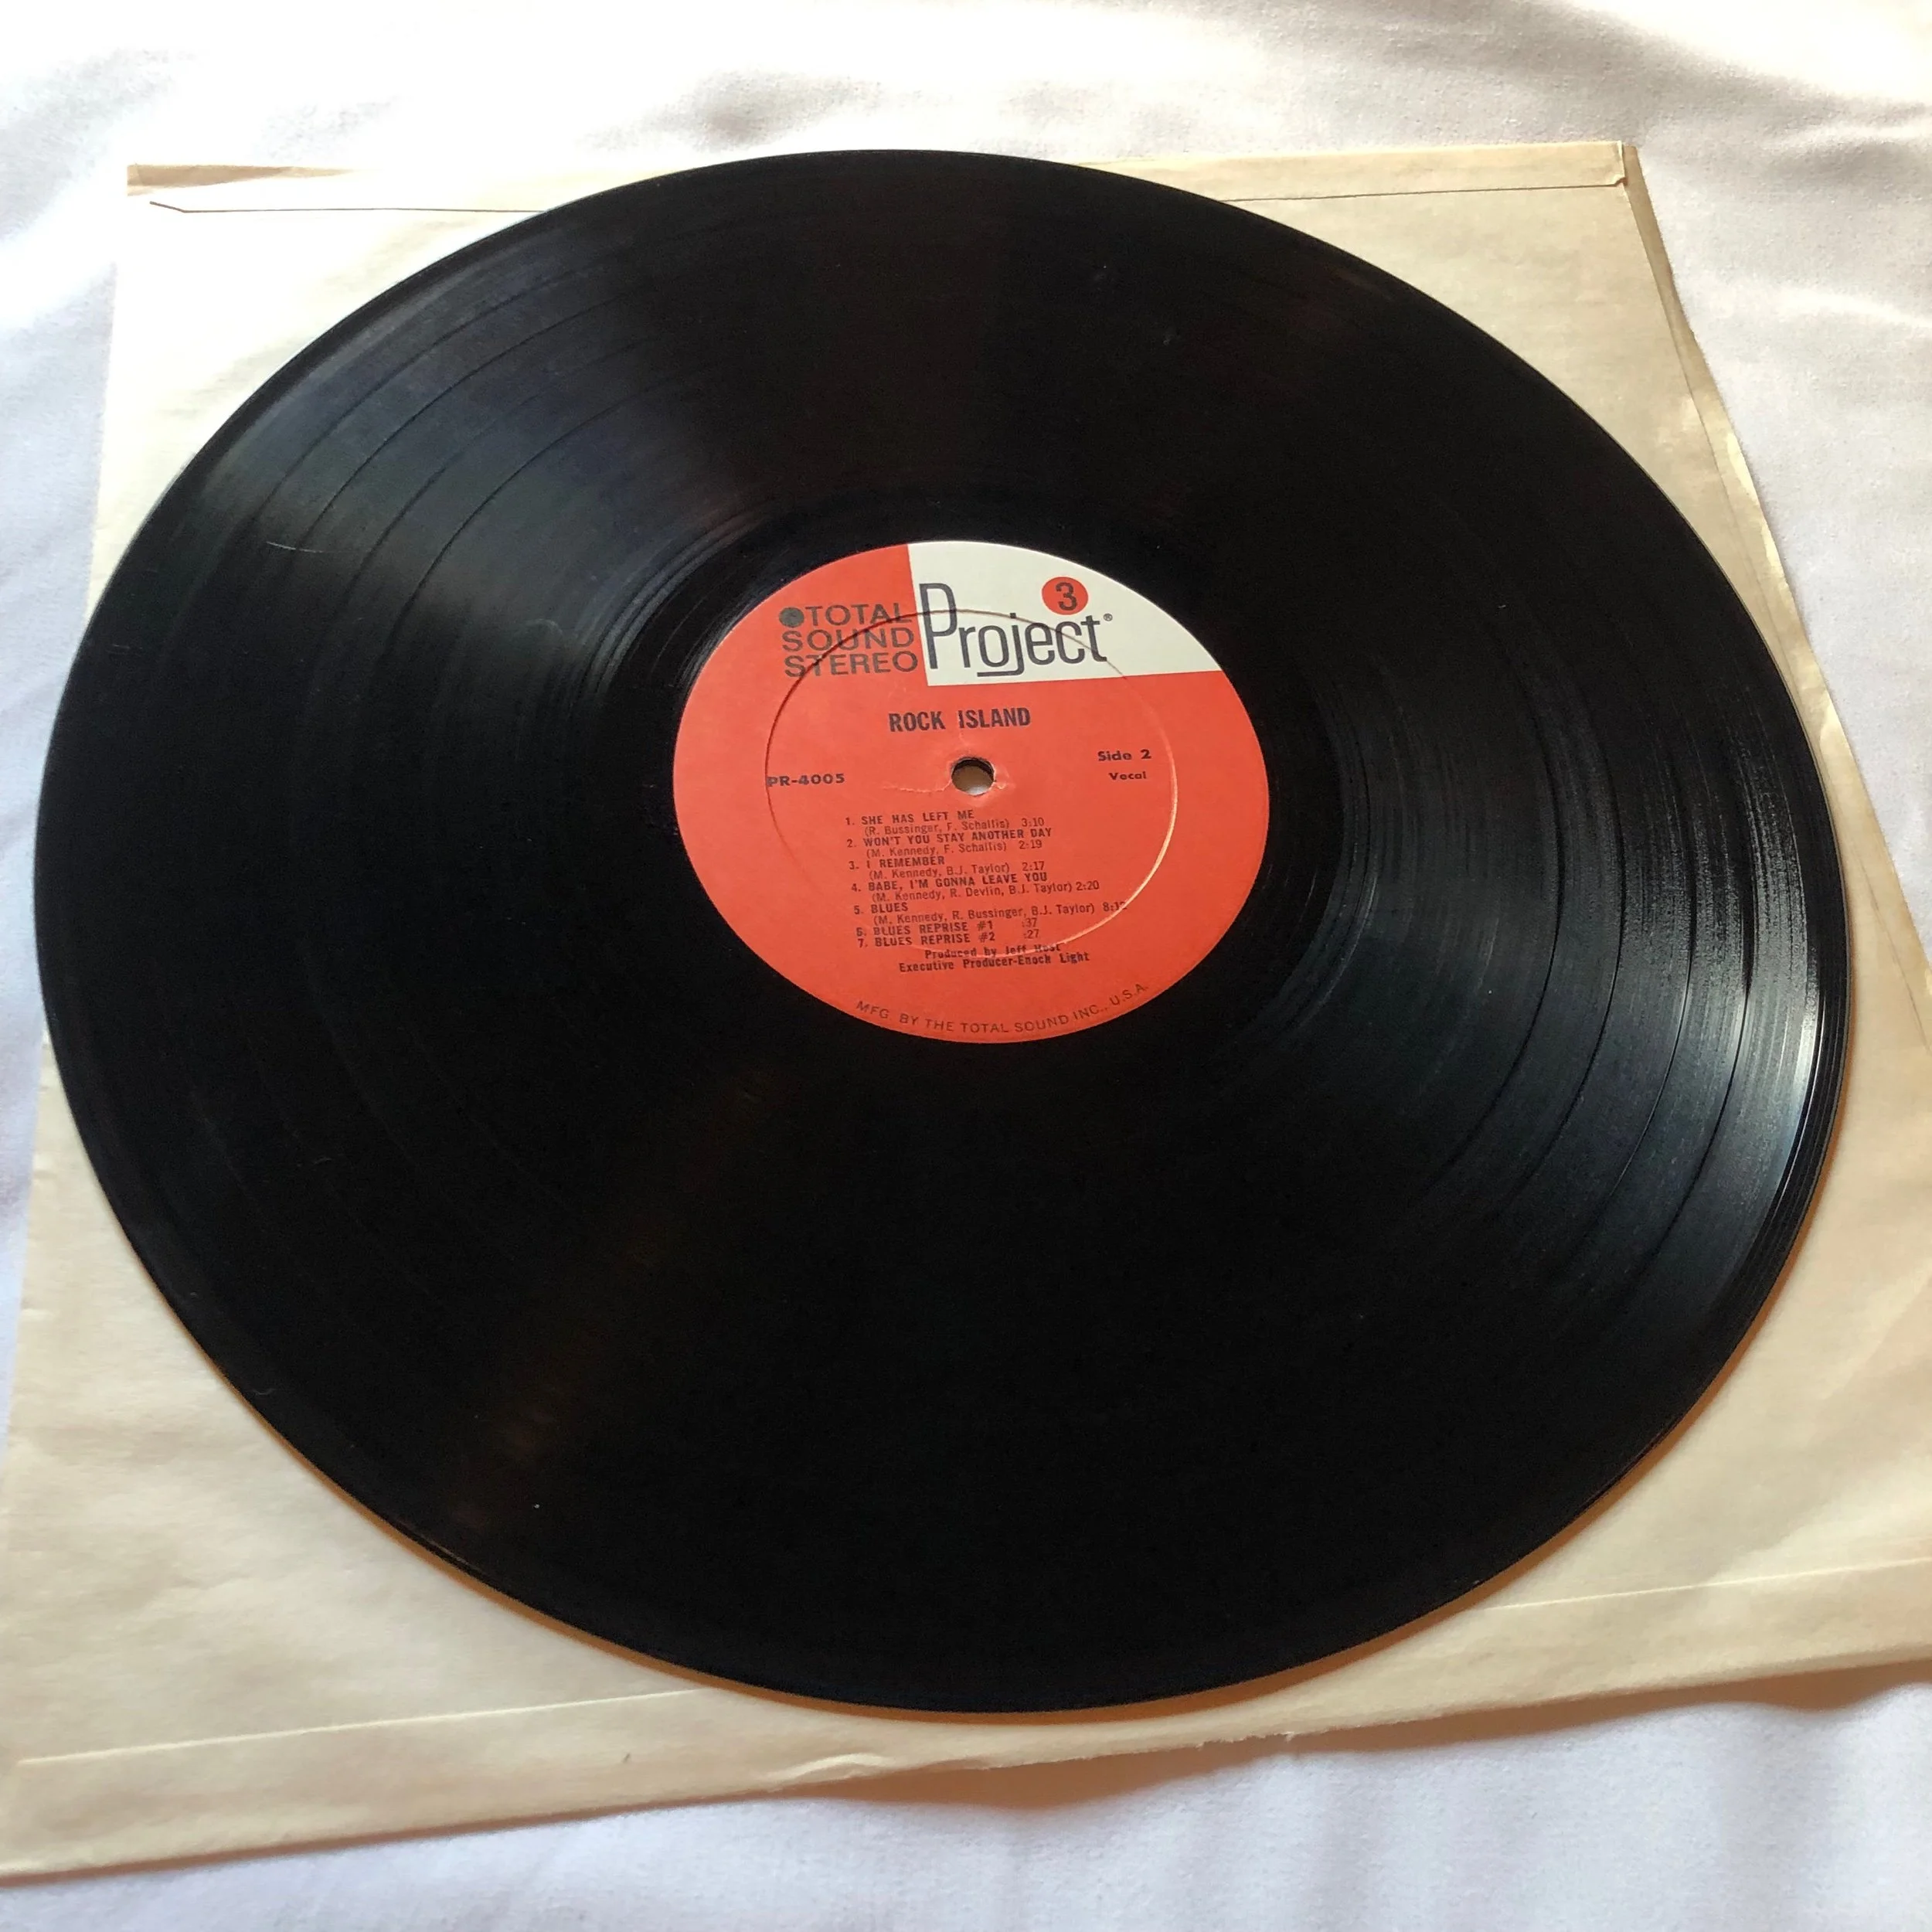 TOTAL
SOUND
STEREO
Project 3®
ROCK ISLAND
Side 2
PR-4005
Vocal
1. SHE HAS LEFT ME
(R. Bussinger, F. Schallis) 3:10
2. WON'T YOU STAY ANOTHER DAY
(M. Kennedy, F. Schallis) 2:19
3. I REMEMBER
(M. Kennedy, B.J. Taylor) 2:17
4. BABE, I'M GONNA LEAVE YOU
(M. Kennedy, R. Devlin, B.J. Taylor) 2:20
5. BLUES
(M. Kennedy, R. Bussinger, B.J. Taylor)
6. BLUES REPRISE #1 :37
7. BLUES REPRISE #2 :27
Produced by Jeff
Executive Producer-Enoch Light
MFG. BY THE TOTAL SOUND INC., U.S.A.